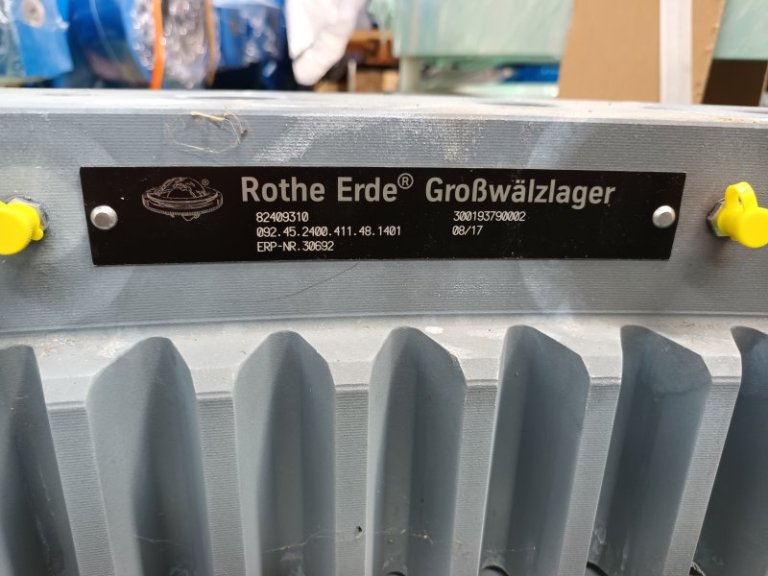 Rothe Erde® Großwälzlager
82409310 300193790002
092.45.2400.411.48.1401 08/17
ERP-NR.30692